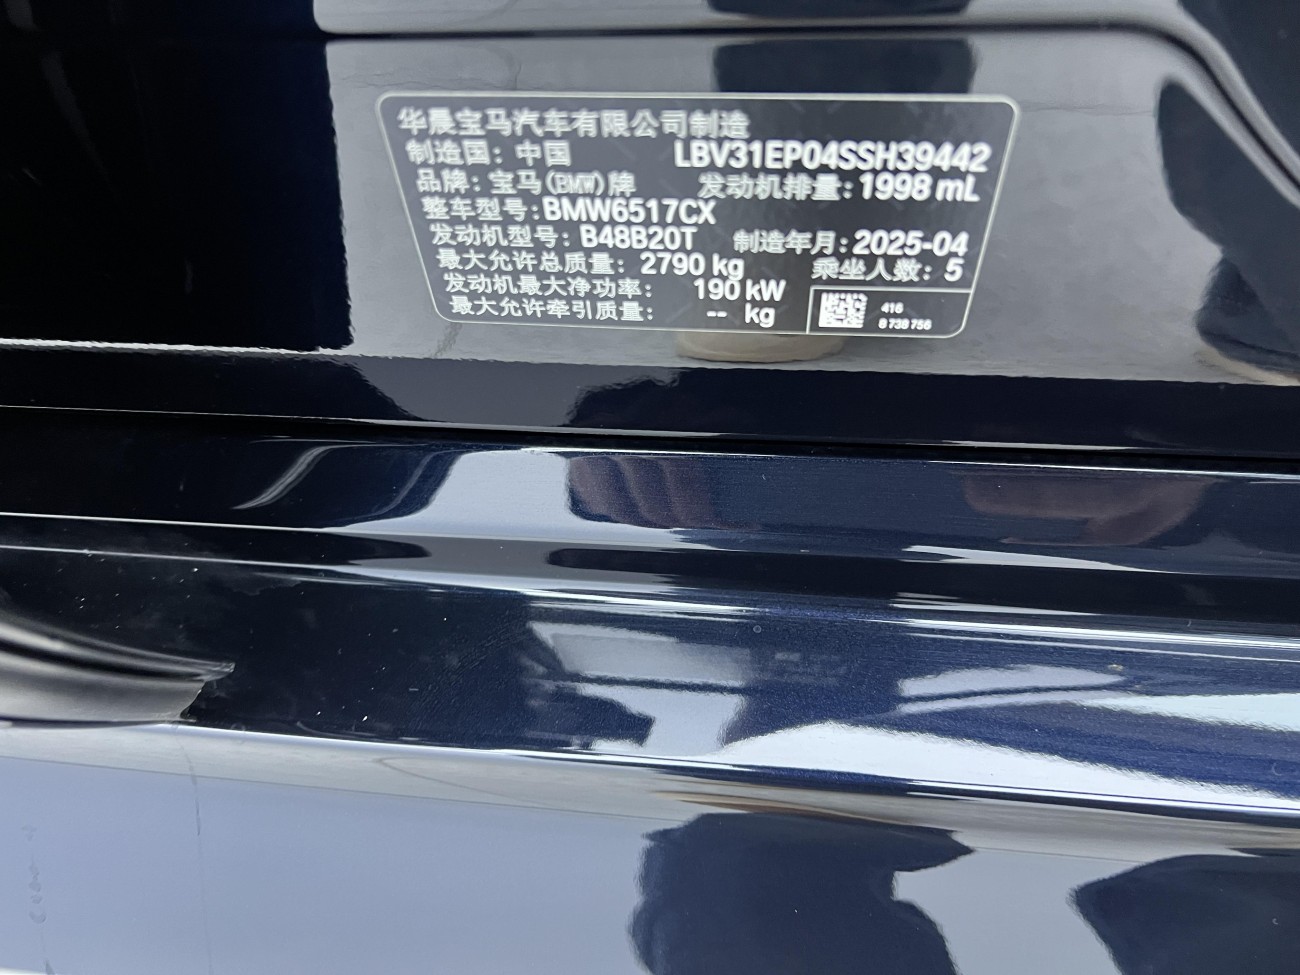 华晨宝马汽车有限公司制造
制造国：中国 LBV31EP04SSH39442
品牌：宝马(BMW)牌 发动机排量：1998 mL
整车型号：BMW6517CX
发动机型号：B48B20T 制造年月：2025-04
最大允许总质量：2790 kg 乘坐人数：5
发动机最大净功率：190 kW
最大允许牵引质量：-- kg
416
8 738 756